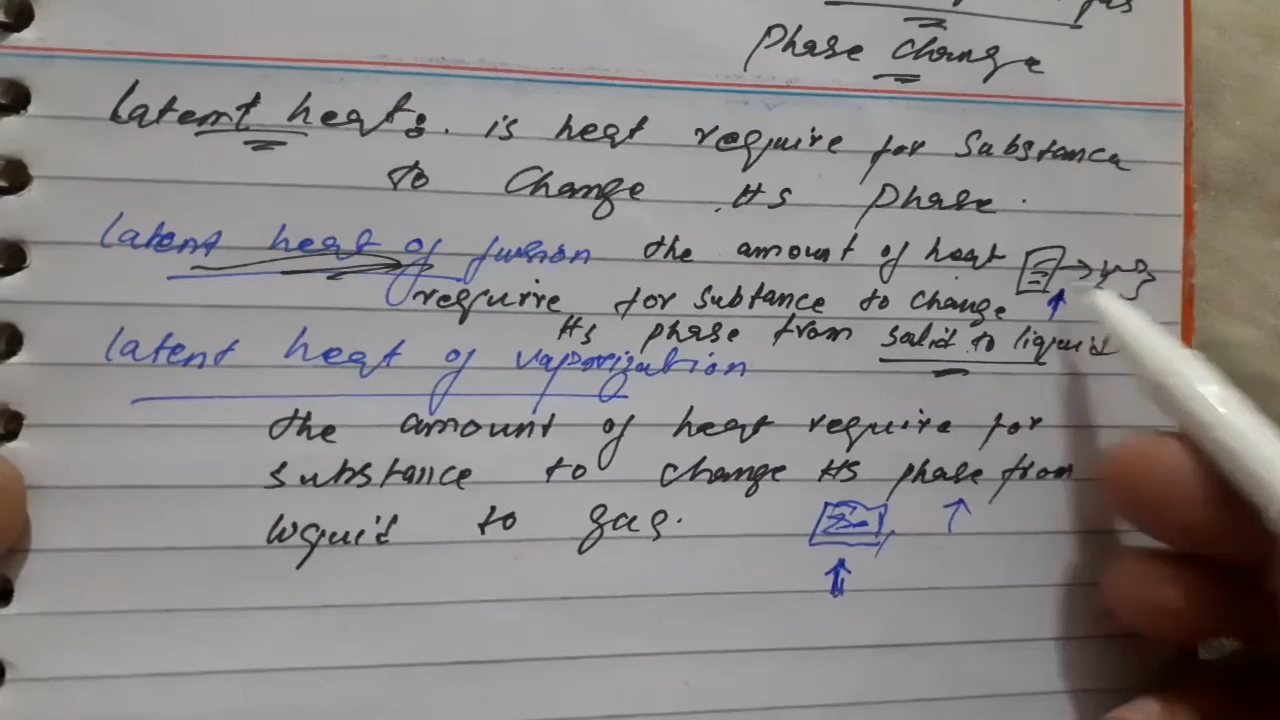 gas
Phase Change
latent heat: is heat require for Substance
to Change its Phase.
latent heat of fusion the amount of heat
require for subtance to change
its phase from solid to liquid
latent heat of vaporization
the amount of heat require for
substance to change its phase from
liquid to gas.